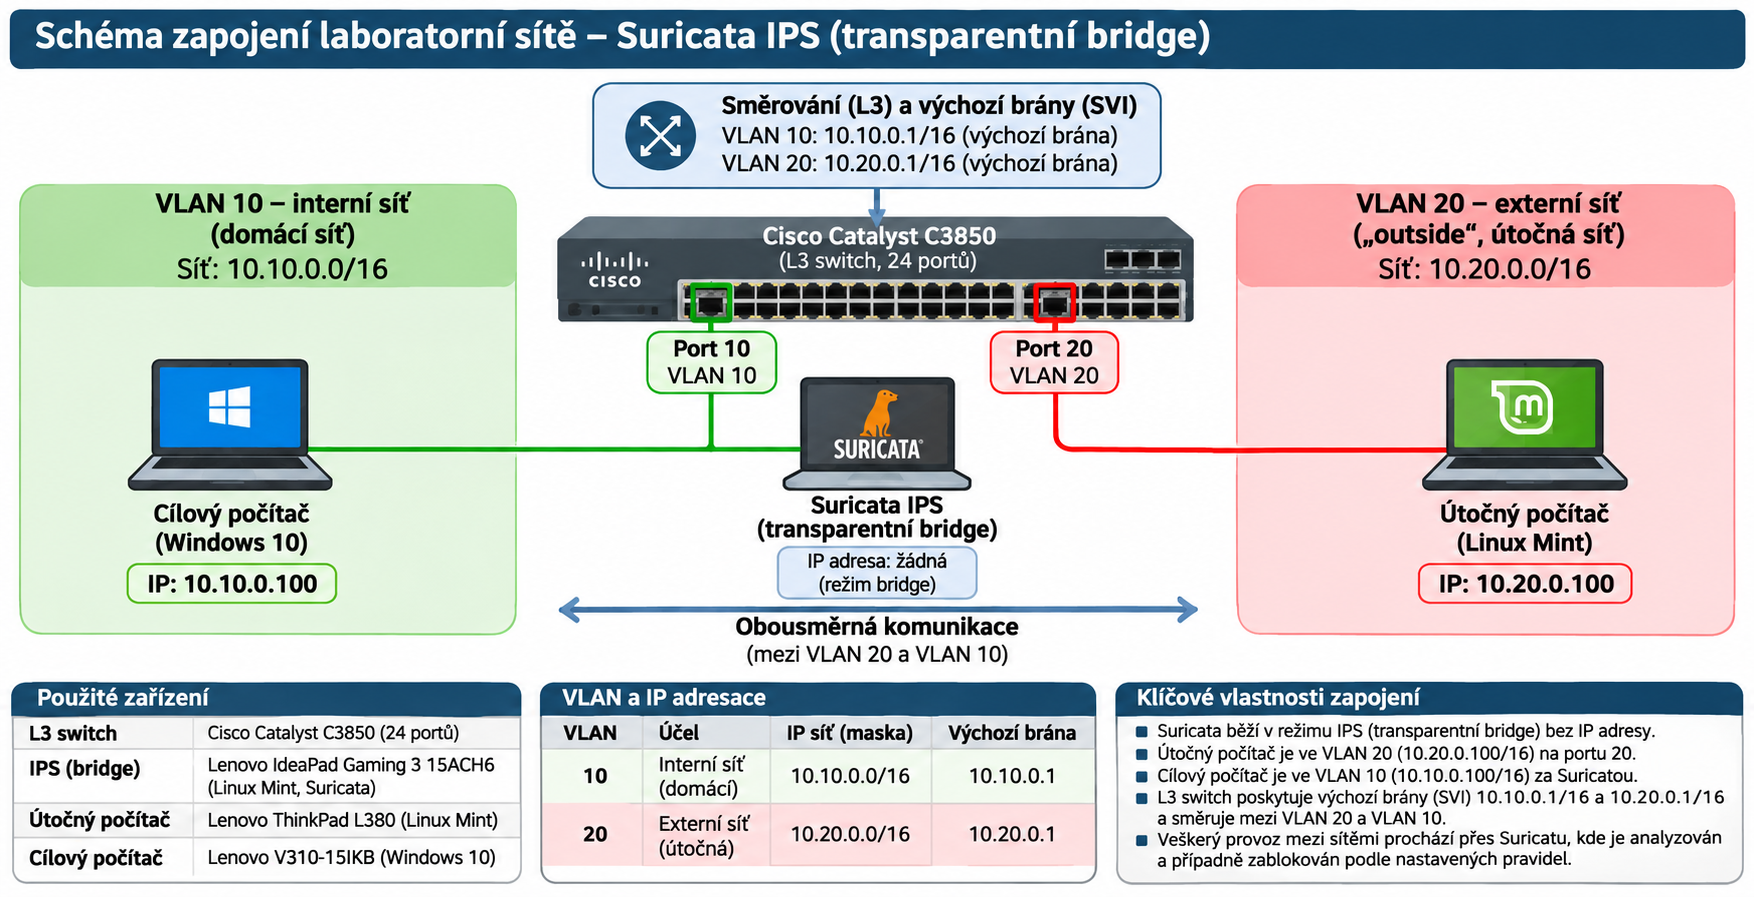 Schéma zapojení laboratorní sítě – Suricata IPS (transparentní bridge)
Směrování (L3) a výchozí brány (SVI)
VLAN 10: 10.10.0.1/16 (výchozí brána)
VLAN 20: 10.20.0.1/16 (výchozí brána)
VLAN 10 – interní síť
(domácí síť)
Síť: 10.10.0.0/16
Cisco Catalyst C3850
(L3 switch, 24 portů)
CISCO
VLAN 20 – externí síť
(„outside“, útočná síť)
Síť: 10.20.0.0/16
Port 10
VLAN 10
Port 20
VLAN 20
SURICATA
m
Cílový počítač
(Windows 10)
IP: 10.10.0.100
Suricata IPS
(transparentní bridge)
IP adresa: žádná
(režim bridge)
Útočný počítač
(Linux Mint)
IP: 10.20.0.100
Obousměrná komunikace
(mezi VLAN 20 a VLAN 10)
Použité zařízení
L3 switch Cisco Catalyst C3850 (24 portů)
IPS (bridge) Lenovo IdeaPad Gaming 3 15ACH6
(Linux Mint, Suricata)
Útočný počítač Lenovo ThinkPad L380 (Linux Mint)
Cílový počítač Lenovo V310-15IKB (Windows 10)
VLAN a IP adresace
VLAN Účel IP síť (maska) Výchozí brána
10 Interní síť (domácí) 10.10.0.0/16 10.10.0.1
20 Externí síť (útočná) 10.20.0.0/16 10.20.0.1
Klíčové vlastnosti zapojení
Suricata běží v režimu IPS (transparentní bridge) bez IP adresy.
Útočný počítač je ve VLAN 20 (10.20.0.100/16) na portu 20.
Cílový počítač je ve VLAN 10 (10.10.0.100/16) za Suricatou.
L3 switch poskytuje výchozí brány (SVI) 10.10.0.1/16 a 10.20.0.1/16
a směruje mezi VLAN 20 a VLAN 10.
Veškerý provoz mezi sítěmi prochází přes Suricatu, kde je analyzován
a případně zablokován podle nastavených pravidel.